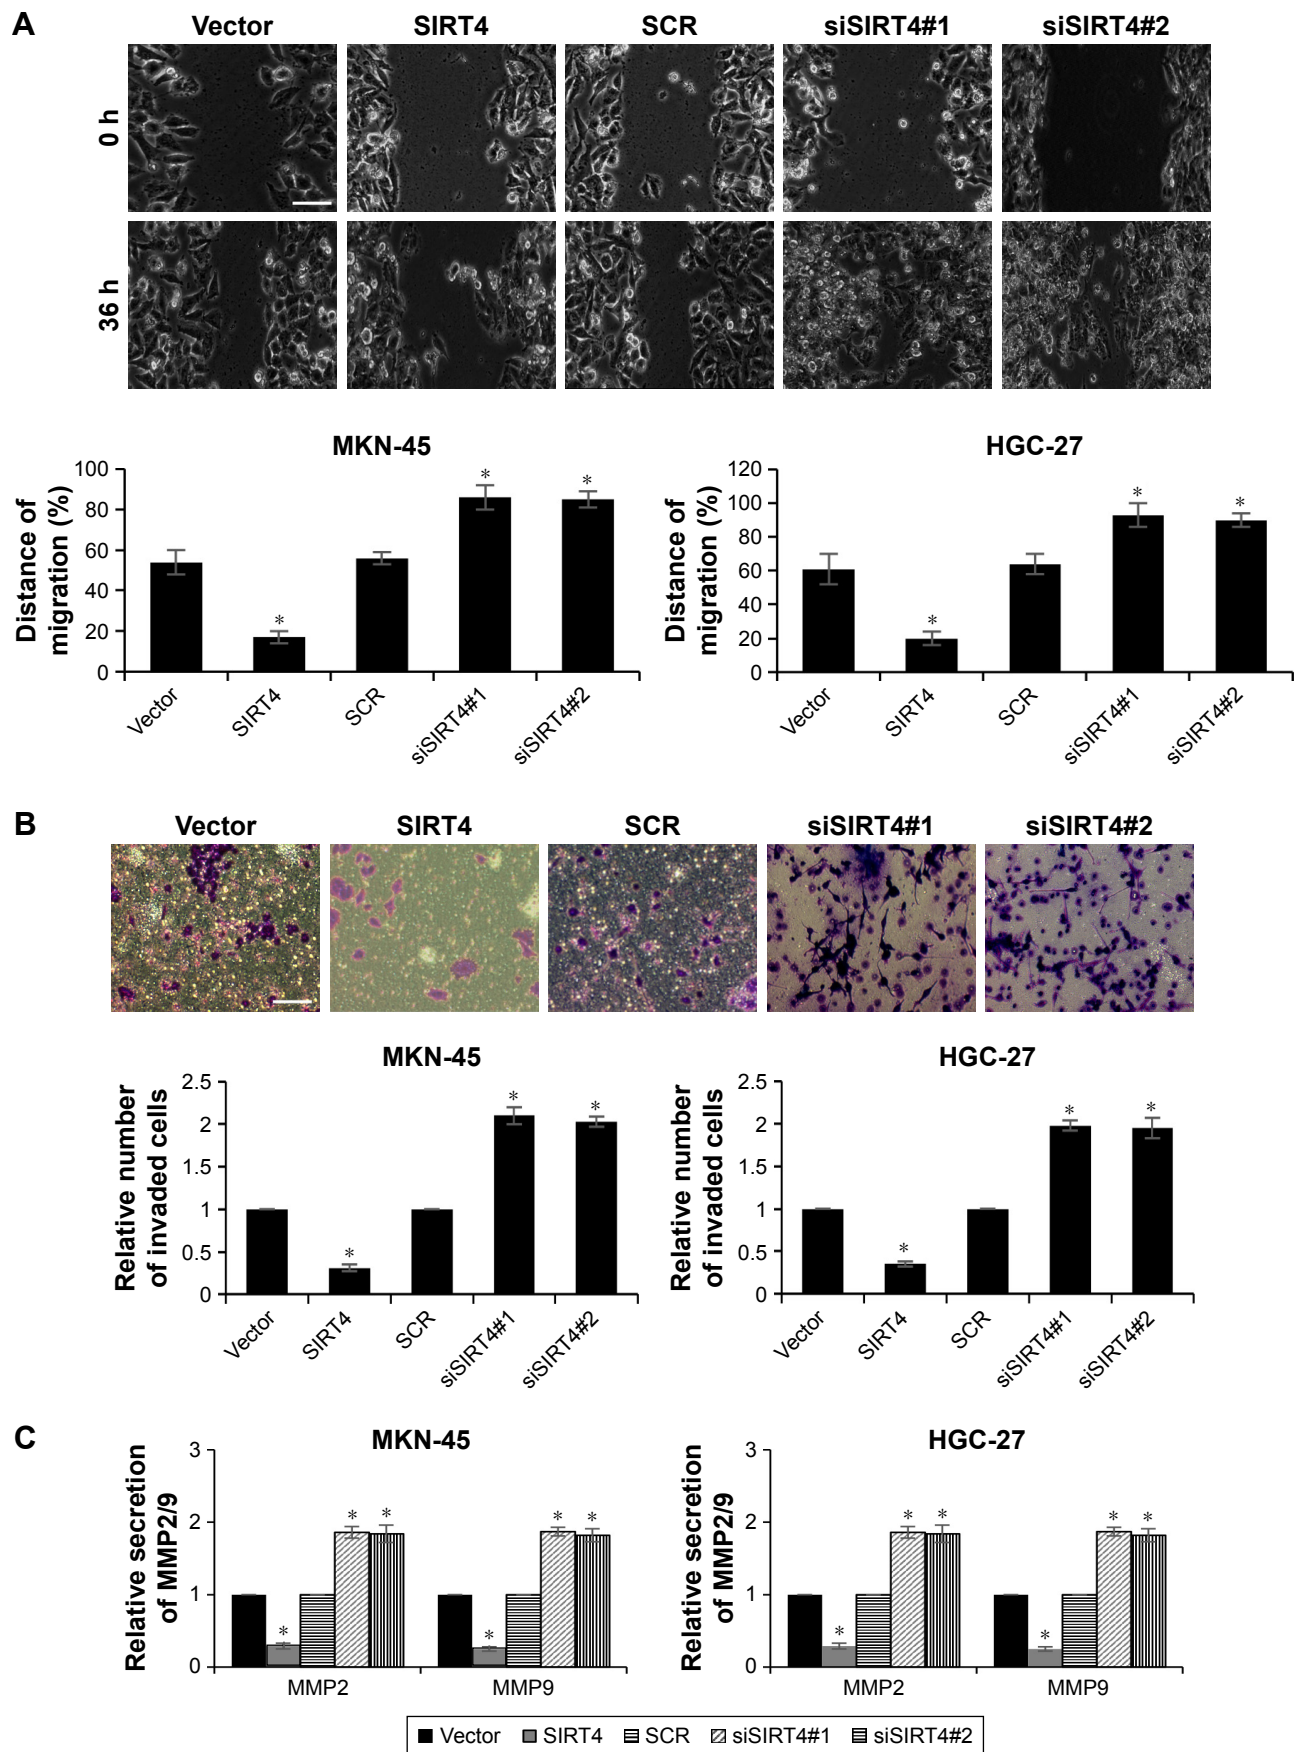 A
Vector SIRT4 SCR siSIRT4#1 siSIRT4#2
0 h
36 h
MKN-45
Distance of
migration (%)
100
80
60
40
20
0
* * *
Vector SIRT4 SCR siSIRT4#1 siSIRT4#2
HGC-27
Distance of
migration (%)
120
100
80
60
40
20
0
* * *
Vector SIRT4 SCR siSIRT4#1 siSIRT4#2
B
Vector SIRT4 SCR siSIRT4#1 siSIRT4#2
MKN-45
Relative number
of invaded cells
2.5
2
1.5
1
0.5
0
* * *
Vector SIRT4 SCR siSIRT4#1 siSIRT4#2
HGC-27
Relative number
of invaded cells
2.5
2
1.5
1
0.5
0
* * *
Vector SIRT4 SCR siSIRT4#1 siSIRT4#2
C
MKN-45
Relative secretion
of MMP2/9
3
2
1
0
* * * * * *
MMP2 MMP9
HGC-27
Relative secretion
of MMP2/9
3
2
1
0
* * * * * *
MMP2 MMP9
Vector SIRT4 SCR siSIRT4#1 siSIRT4#2